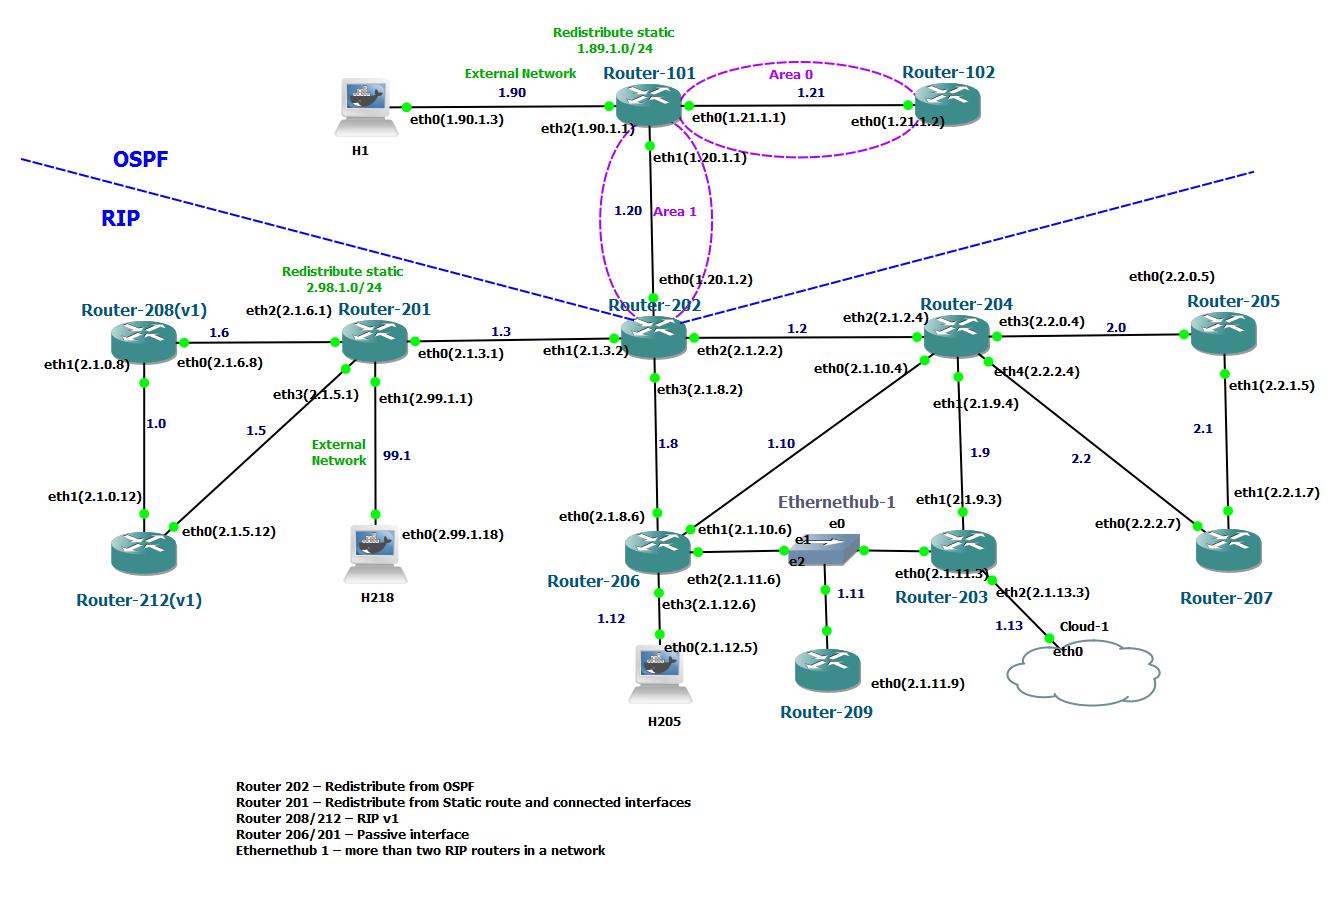 Redistribute static
1.89.1.0/24
External Network
Router-101
Area 0
Router-102
1.90
1.21
eth0(1.90.1.3)
eth2(1.90.1.1)
eth0(1.21.1.1)
eth0(1.21.1.2)
H1
eth1(1.20.1.1)
OSPF
RIP
1.20
Area 1
eth0(1.20.1.2)
Redistribute static
2.98.1.0/24
Router-208(v1)
eth2(2.1.6.1)
Router-201
Router-202
Router-204
eth0(2.2.0.5)
Router-205
1.6
1.3
1.2
2.0
eth2(2.1.2.4)
eth3(2.2.0.4)
eth1(2.1.0.8)
eth0(2.1.6.8)
eth0(2.1.3.1)
eth1(2.1.3.2)
eth2(2.1.2.2)
eth0(2.1.10.4)
eth4(2.2.2.4)
eth3(2.1.5.1)
eth1(2.99.1.1)
eth3(2.1.8.2)
eth1(2.1.9.4)
eth1(2.2.1.5)
1.0
1.5
External
Network
99.1
1.8
1.10
1.9
2.2
2.1
eth1(2.1.0.12)
eth0(2.1.5.12)
eth0(2.99.1.18)
eth0(2.1.8.6)
eth1(2.1.10.6)
Ethernethub-1
e0
e1
e2
eth1(2.1.9.3)
eth0(2.2.2.7)
eth1(2.2.1.7)
Router-212(v1)
H218
Router-206
eth2(2.1.11.6)
eth0(2.1.11.3)
Router-203
eth2(2.1.13.3)
Router-207
1.12
eth3(2.1.12.6)
1.11
1.13
Cloud-1
eth0
eth0(2.1.12.5)
H205
eth0(2.1.11.9)
Router-209
Router 202 – Redistribute from OSPF
Router 201 – Redistribute from Static route and connected interfaces
Router 208/212 – RIP v1
Router 206/201 – Passive interface
Ethernethub 1 – more than two RIP routers in a network